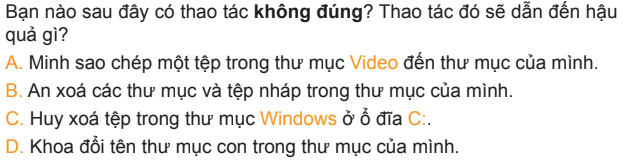 Bạn nào sau đây có thao tác không đúng? Thao tác đó sẽ dẫn đến hậu
quả gì?
A. Minh sao chép một tệp trong thư mục Video đến thư mục của mình.
B. An xoá các thư mục và tệp nháp trong thư mục của mình.
C. Huy xoá tệp trong thư mục Windows ở ổ đĩa C:.
D. Khoa đổi tên thư mục con trong thư mục của mình.